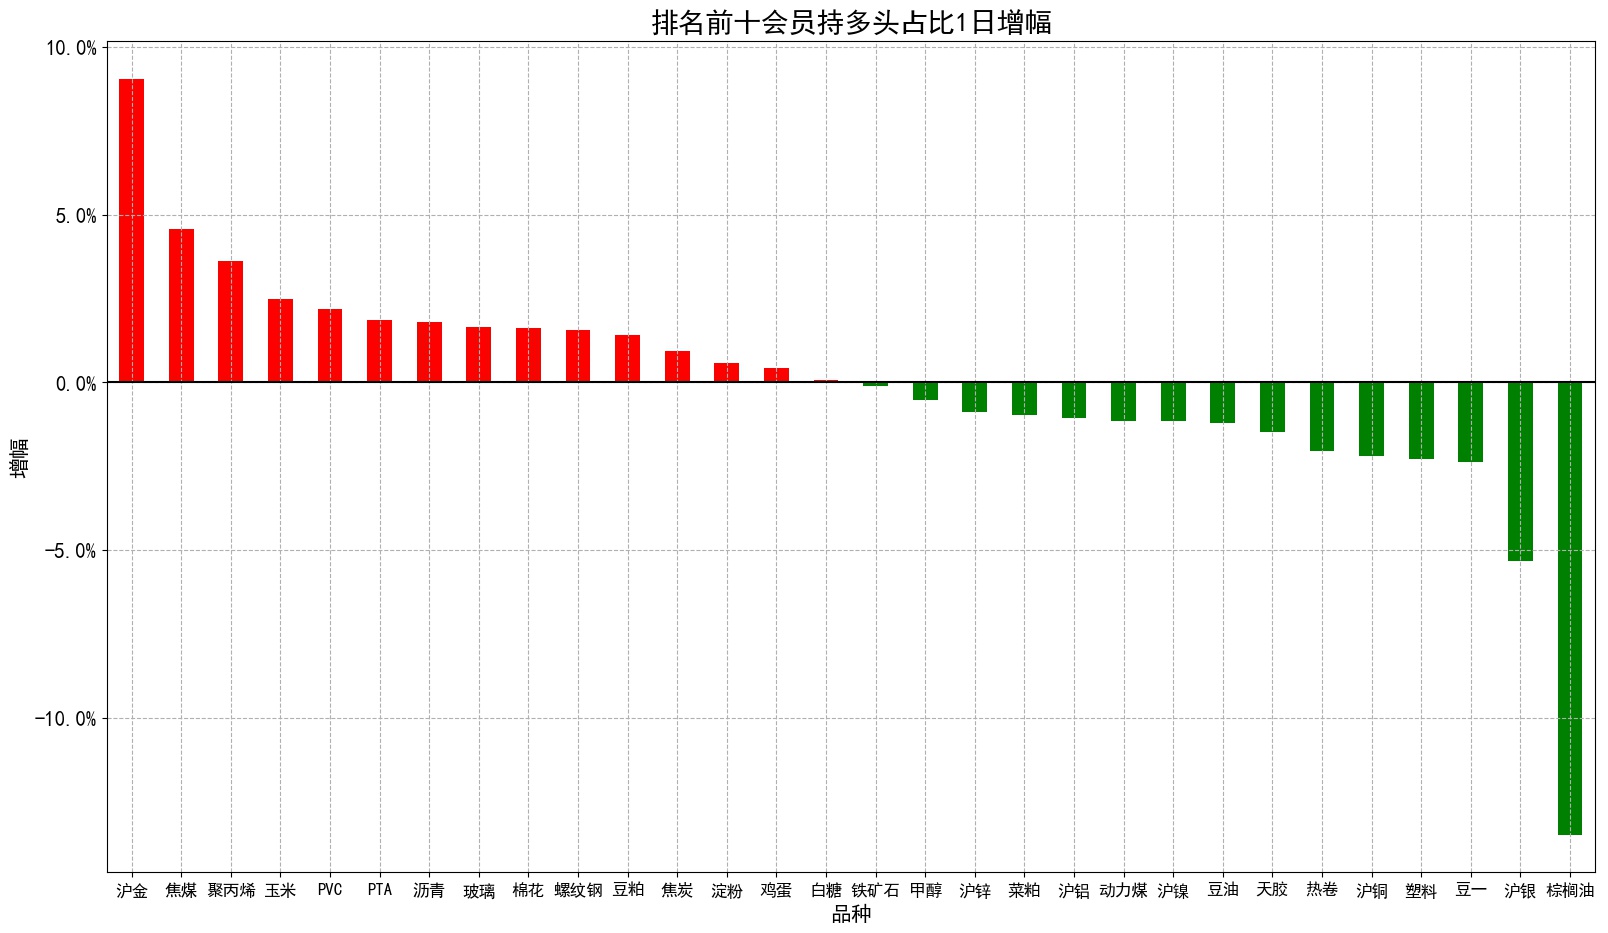 排名前十会员持多头占比1日增幅
10.0%
5.0%
0.0%
−5.0%
−10.0%
增幅
沪金 焦煤 聚丙烯 玉米 PVC PTA 沥青 玻璃 棉花 螺纹钢 豆粕 焦炭 淀粉 鸡蛋 白糖 铁矿石 甲醇 沪锌 菜粕 沪铝 动力煤 沪镍 豆油 天胶 热卷 沪铜 塑料 豆一 沪银 棕榈油
品种